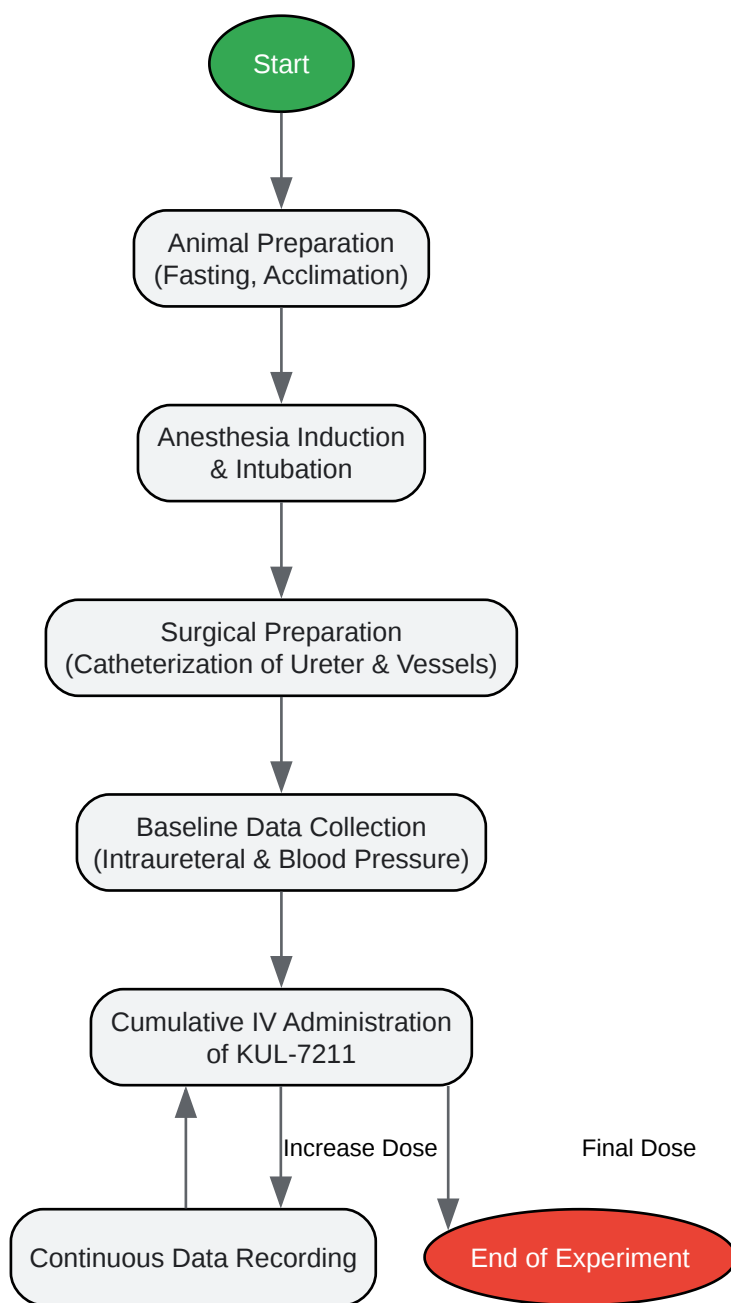 Start
Animal Preparation
(Fasting, Acclimation)
Anesthesia Induction
& Intubation
Surgical Preparation
(Catheterization of Ureter & Vessels)
Baseline Data Collection
(Intraureteral & Blood Pressure)
Cumulative IV Administration
of KUL-7211
Increase Dose
Final Dose
Continuous Data Recording
End of Experiment